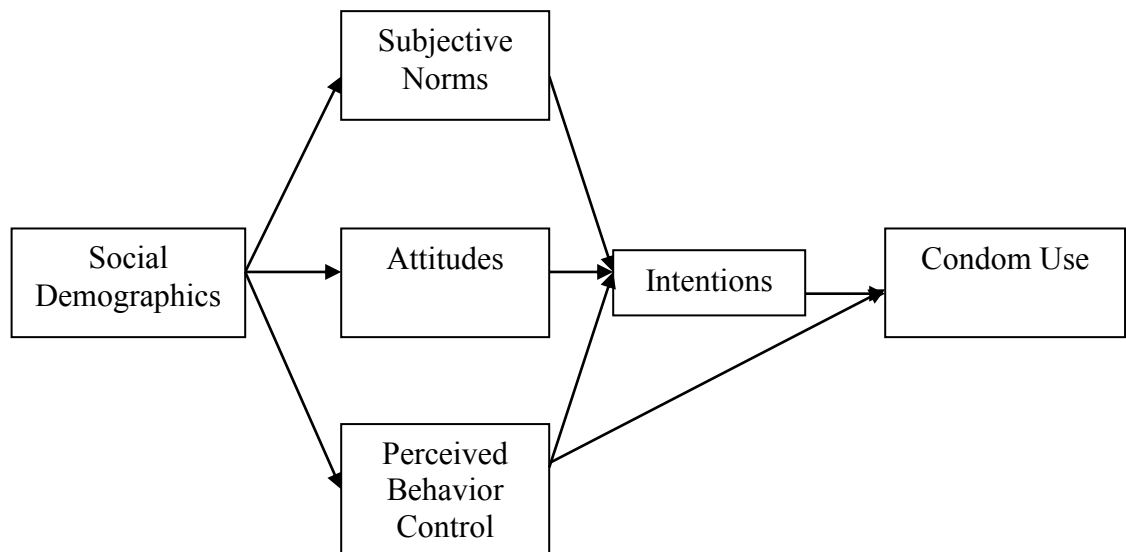 Subjective
Norms
Social
Demographics
Attitudes
Intentions
Condom Use
Perceived
Behavior
Control